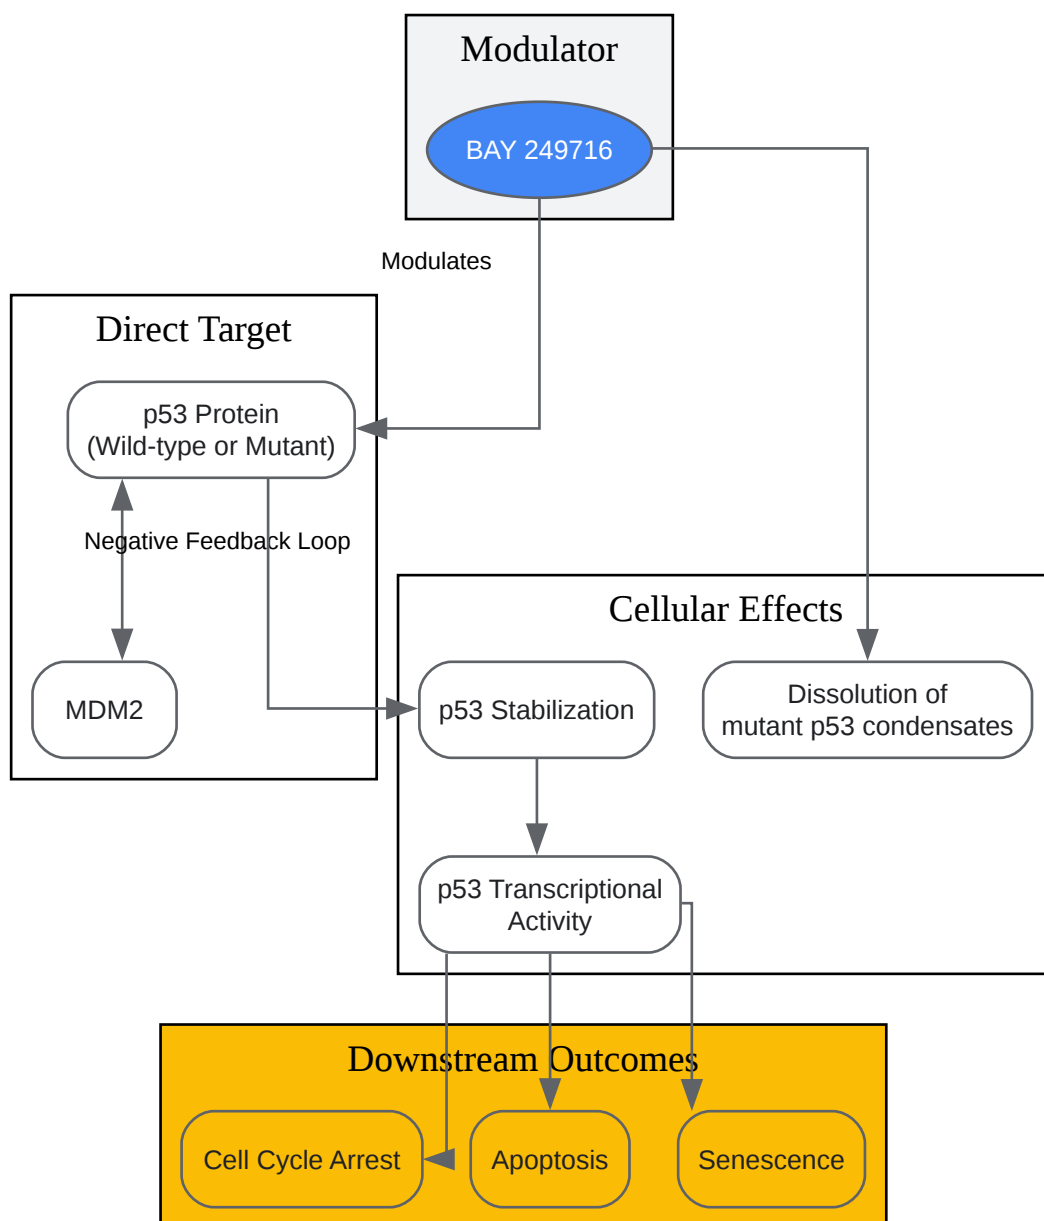 Modulator
BAY 249716
Modulates
Direct Target
p53 Protein
(Wild-type or Mutant)
Negative Feedback Loop
MDM2
Cellular Effects
p53 Stabilization
Dissolution of
mutant p53 condensates
p53 Transcriptional
Activity
Downstream Outcomes
Cell Cycle Arrest
Apoptosis
Senescence